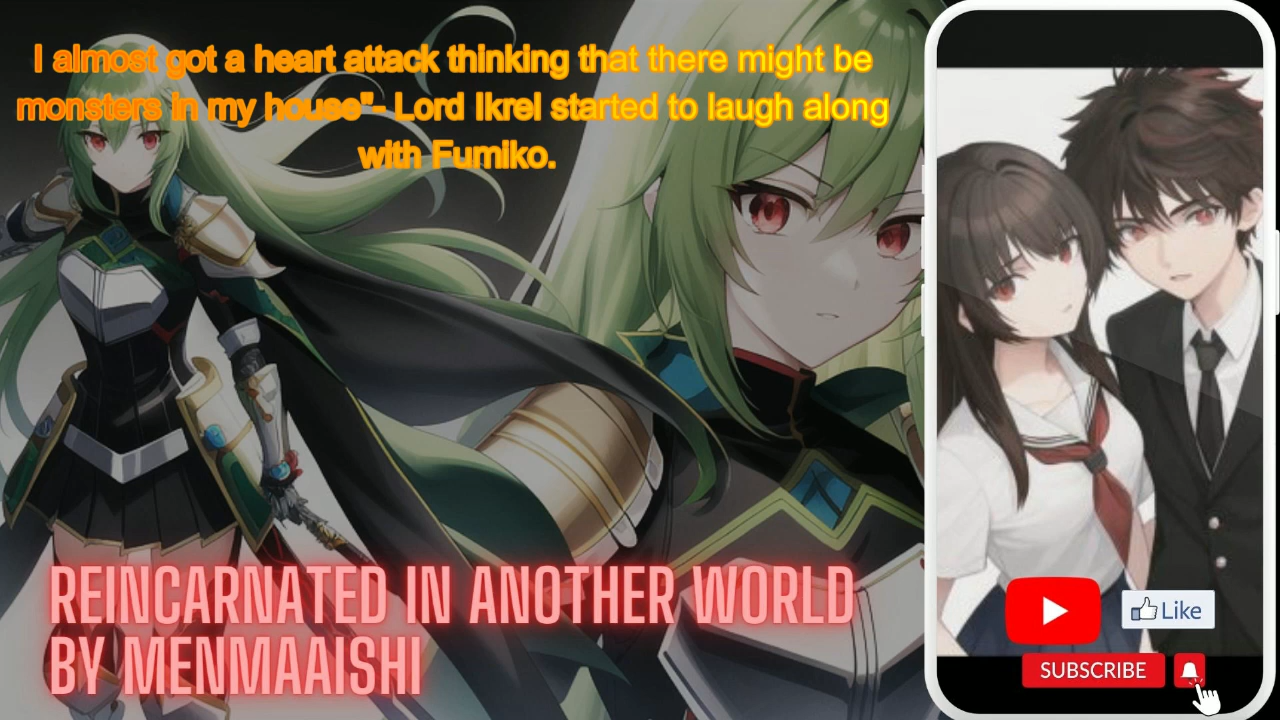 I almost got a heart attack thinking that there might be
monsters in my house"- Lord Ikrel started to laugh along
with Fumiko.
REINCARNATED IN ANOTHER WORLD
BY MENMAAISHI
Like
SUBSCRIBE